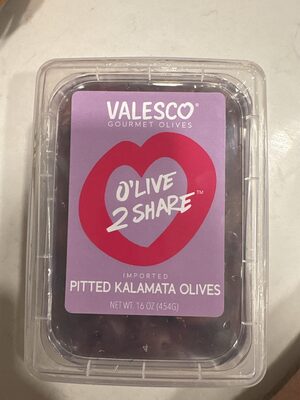 VALESCO®
GOURMET OLIVES
O'LIVE
2 SHARE™
IMPORTED
PITTED KALAMATA OLIVES
NET WT. 16 OZ (454G)